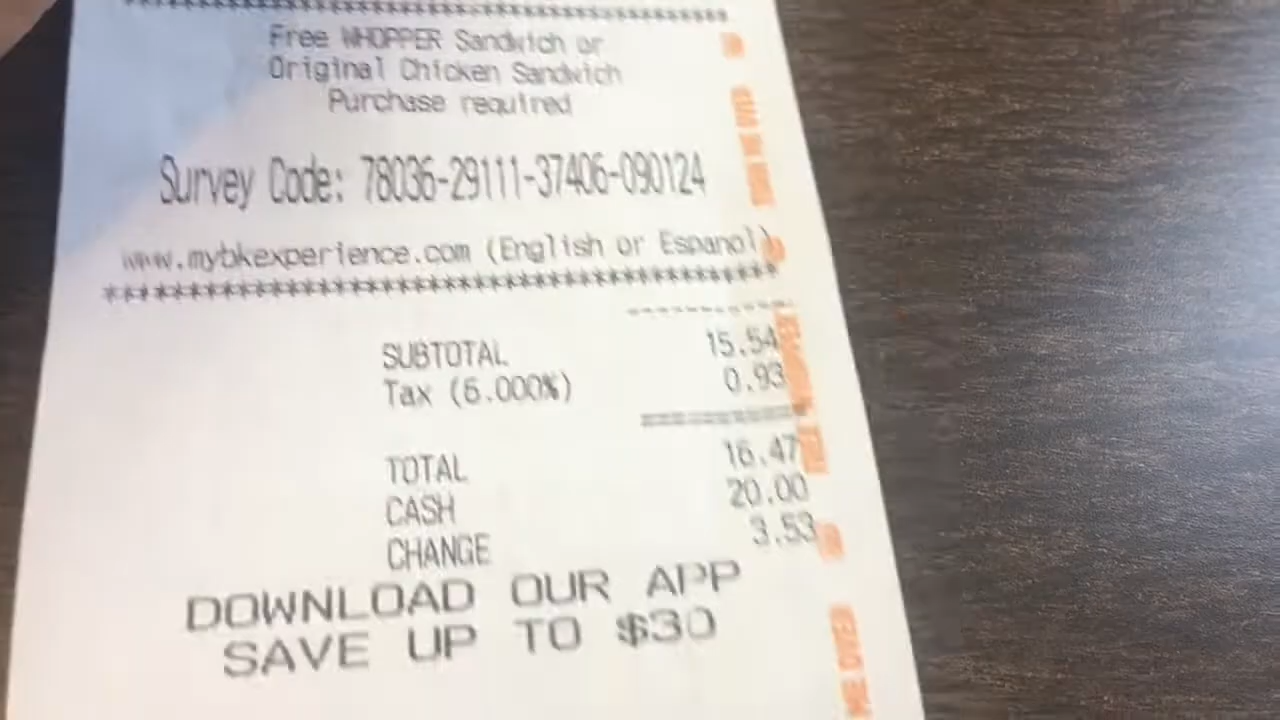 ****************************************
Free WHOPPER Sandwich or
Original Chicken Sandwich
Purchase required
Survey Code: 78036-29111-37406-090124
www.mybkexperience.com (English or Espanol)
****************************************
SUBTOTAL 15.54
Tax (6.000%) 0.93
TOTAL 16.47
CASH 20.00
CHANGE 3.53
DOWNLOAD OUR APP
SAVE UP TO $30
ME OVER